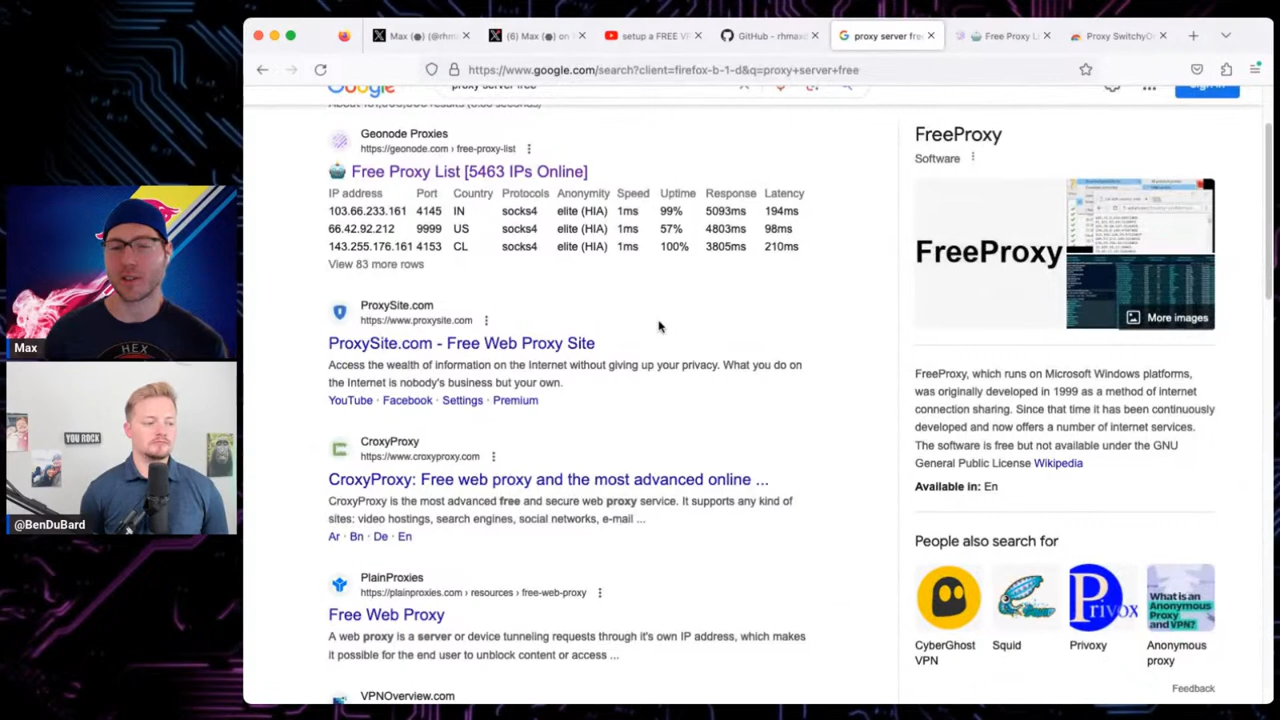 Max (●) (@rhm
(6) Max (●) on
setup a FREE VP
GitHub - rhmax
proxy server fre
Free Proxy L
Proxy SwitchyO
https://www.google.com/search?client=firefox-b-1-d&q=proxy+server+free
Google
proxy server free
Sign in
Geonode Proxies
https://geonode.com › free-proxy-list
Free Proxy List [5463 IPs Online]
IP address Port Country Protocols Anonymity Speed Uptime Response Latency
103.66.233.161 4145 IN socks4 elite (HIA) 1ms 99% 5093ms 194ms
66.42.92.212 9999 US socks4 elite (HIA) 1ms 57% 4803ms 98ms
143.255.176.161 4153 CL socks4 elite (HIA) 1ms 100% 3805ms 210ms
View 83 more rows
ProxySite.com
https://www.proxysite.com
ProxySite.com - Free Web Proxy Site
Access the wealth of information on the Internet without giving up your privacy. What you do on
the Internet is nobody's business but your own.
YouTube · Facebook · Settings · Premium
CroxyProxy
https://www.croxyproxy.com
CroxyProxy: Free web proxy and the most advanced online ...
CroxyProxy is the most advanced free and secure web proxy service. It supports any kind of
sites: video hostings, search engines, social networks, e-mail ...
Ar · Bn · De · En
PlainProxies
https://plainproxies.com › resources › free-web-proxy
Free Web Proxy
A web proxy is a server or device tunneling requests through it's own IP address, which makes
it possible for the end user to unblock content or access ...
VPNOverview.com
FreeProxy
Software
FreeProxy
More images
FreeProxy, which runs on Microsoft Windows platforms,
was originally developed in 1999 as a method of internet
connection sharing. Since that time it has been continuously
developed and now offers a number of internet services.
The software is free but not available under the GNU
General Public License Wikipedia
Available in: En
People also search for
Privox
What is an
Anonymous
Proxy
and VPN?
CyberGhost
VPN
Squid
Privoxy
Anonymous
proxy
Feedback
HEX
Max
YOU ROCK
@BenDuBard